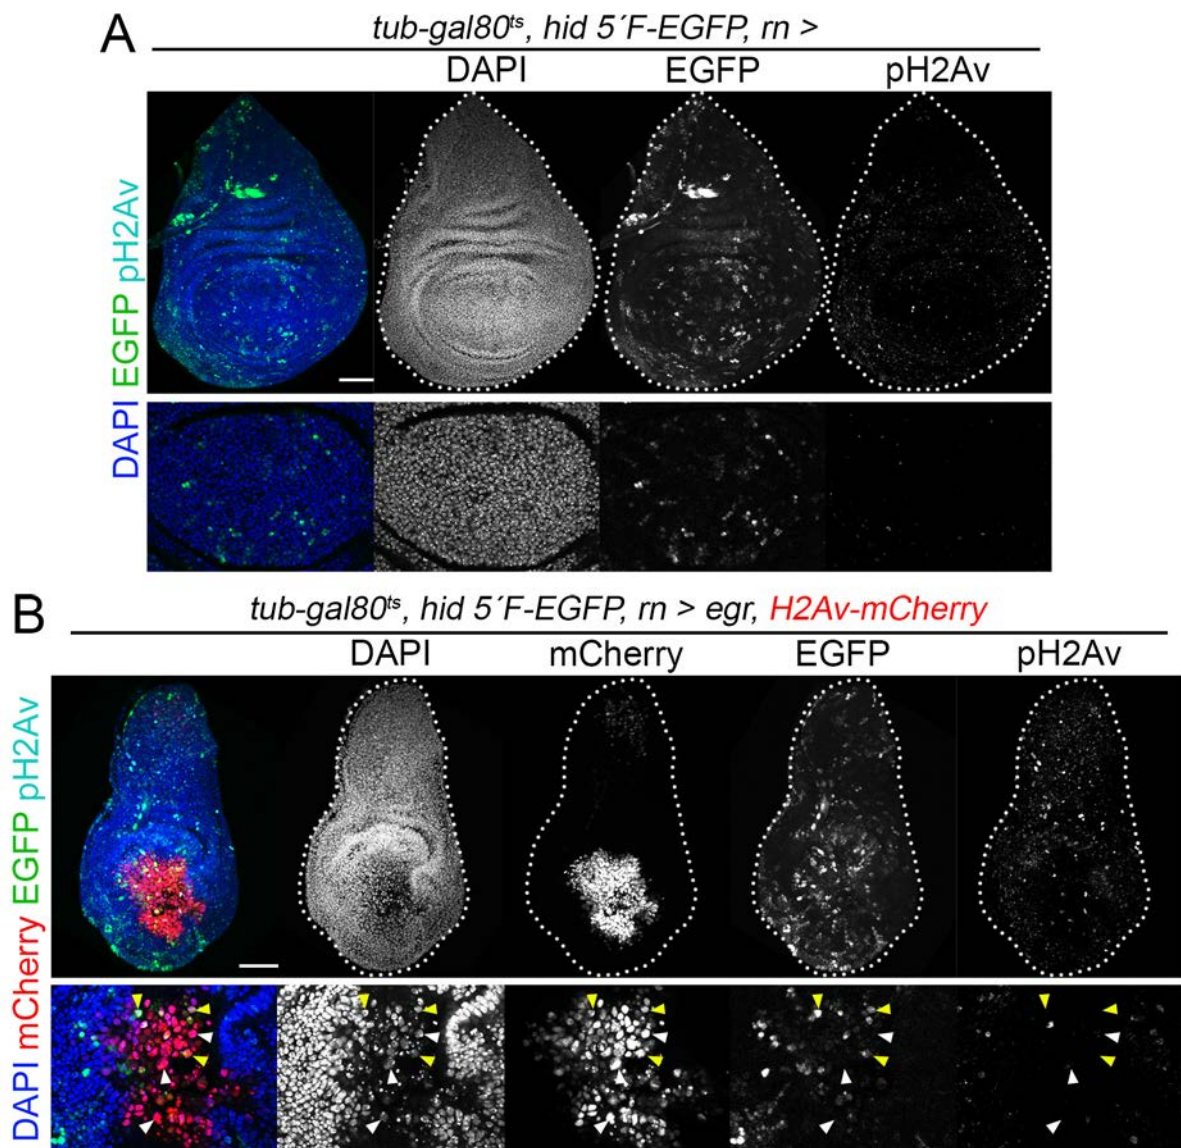 A
tub-gal80ts, hid 5´F-EGFP, rn >
DAPI EGFP pH2Av
DAPI EGFP pH2Av
B
tub-gal80ts, hid 5´F-EGFP, rn > egr, H2Av-mCherry
DAPI mCherry EGFP pH2Av
DAPI mCherry EGFP pH2Av